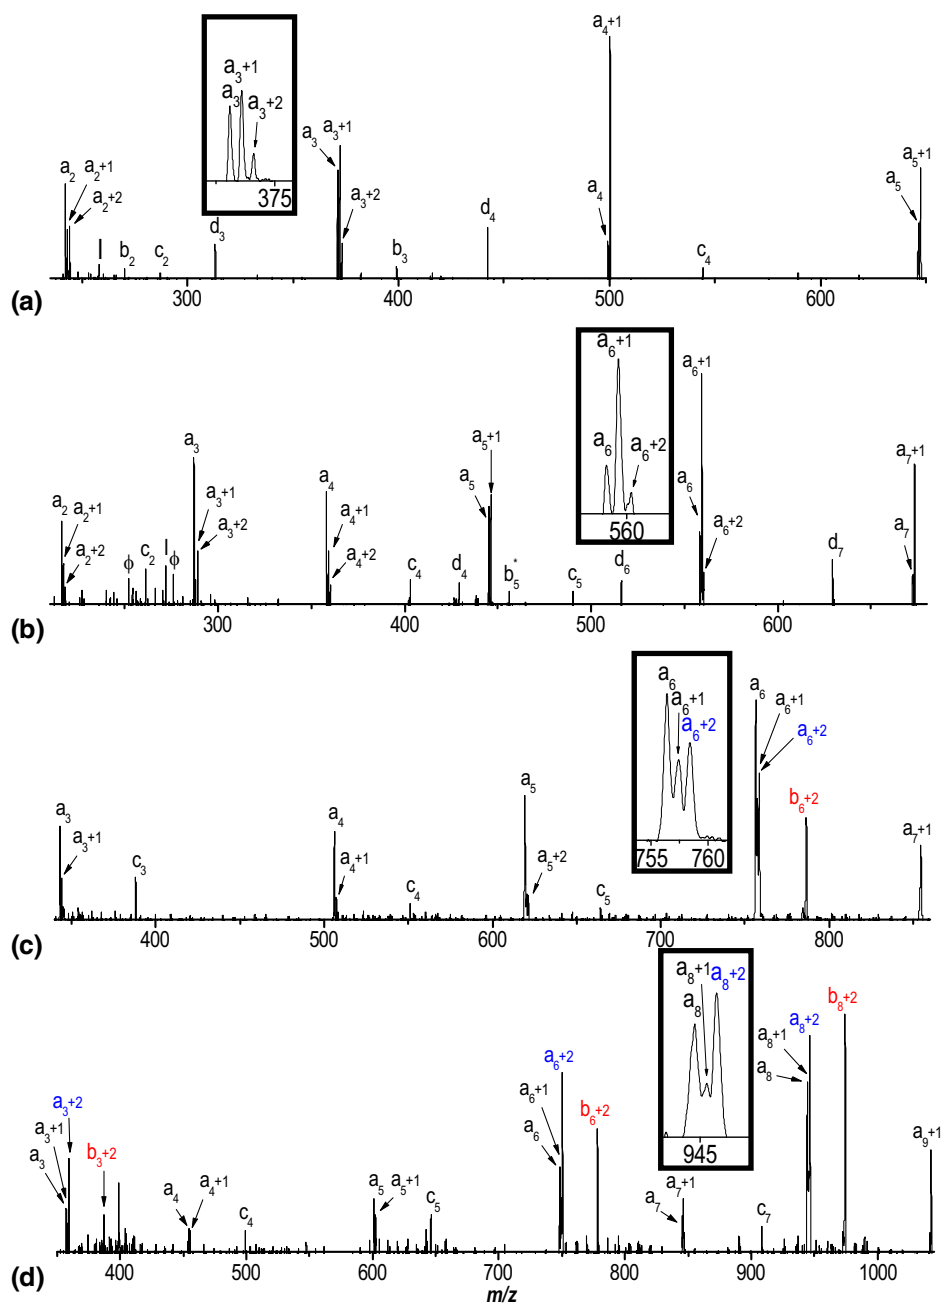 a4+1
a3+1
a3
a3+2
375
a3 a3+1
a5+1
a2 a2+1
a2+2
a3+2
a4
a5
d3
d4
I
b2
c2
b3
c4
300
400
500
600
(a)
a6+1
a6
a6+2
560
a6+1
a3
a5+1
a7+1
a2 a2+1
a2+2
a3+1
a3+2
a4
a4+1
a4+2
a5
a6
a6+2
a7
ϕ
c2
I
ϕ
c4
d4
b5*
c5
d6
d7
300
400
500
600
(b)
a6
a6+1
a6+2
755 760
a6
a6+1
a6+2
a5
a3
a3+1
a4
a4+1
a5+2
b6+2
a7+1
c3
c4
c5
400
500
600
700
800
(c)
a8+1 a8+2
a8
945
b8+2
a8+2
a8+1
a8
a6+2
a6+1
a6
b6+2
a3+2
a3+1
a3
b3+2
a4
a4+1
a5 a5+1
a7 a7+1
a9+1
c4
c5
c7
400
500
600
700
800
900
1000
(d)
m/z